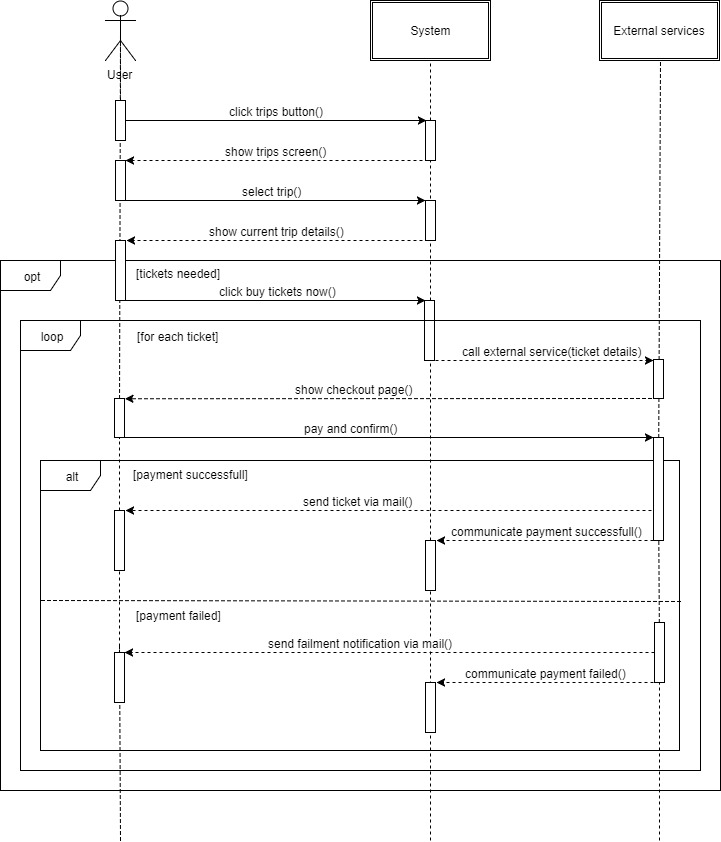 System
External services
User
click trips button()
show trips screen()
select trip()
show current trip details()
opt
[tickets needed]
click buy tickets now()
loop
[for each ticket]
call external service(ticket details)
show checkout page()
pay and confirm()
alt
[payment successfull]
send ticket via mail()
communicate payment successfull()
[payment failed]
send failment notification via mail()
communicate payment failed()